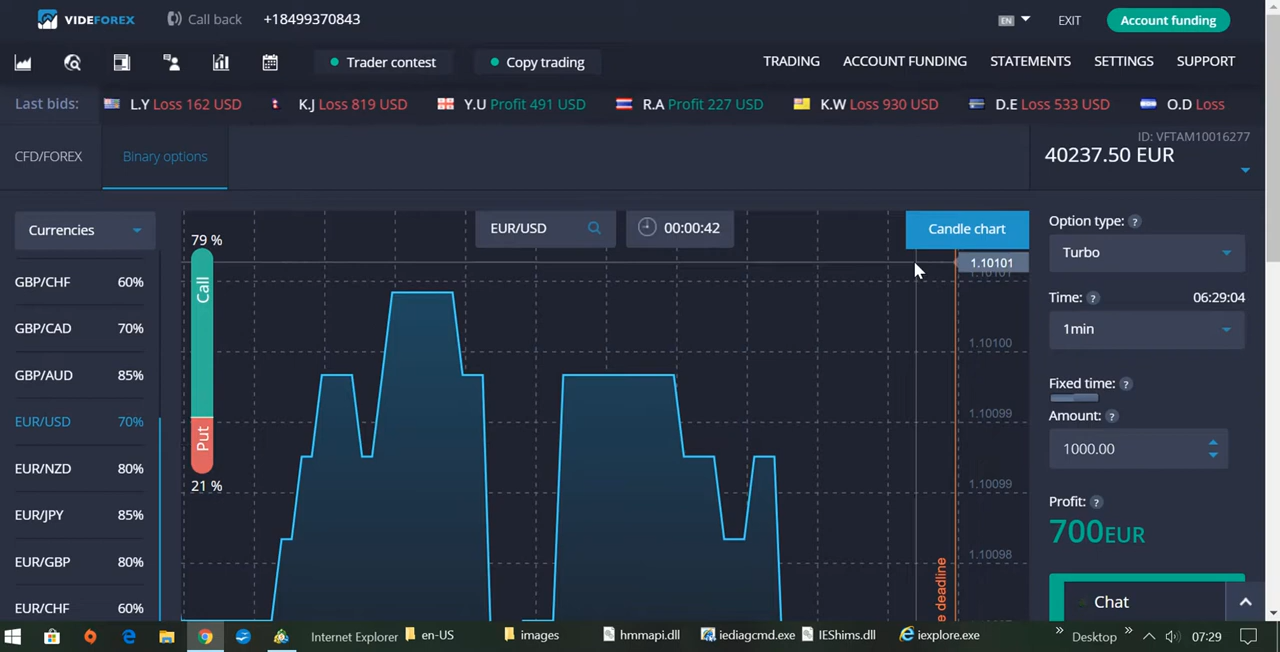 VIDEFOREX Call back +18499370843 EN EXIT Account funding
Trader contest Copy trading TRADING ACCOUNT FUNDING STATEMENTS SETTINGS SUPPORT
Last bids: L.Y Loss 162 USD K.J Loss 819 USD Y.U Profit 491 USD R.A Profit 227 USD K.W Loss 930 USD D.E Loss 533 USD O.D Loss
ID: VFTAM10016277
CFD/FOREX Binary options 40237.50 EUR
Currencies
79 %
Call
Put
21 %
EUR/USD 00:00:42 Candle chart
GBP/CHF 60%
GBP/CAD 70%
GBP/AUD 85%
EUR/USD 70%
EUR/NZD 80%
EUR/JPY 85%
EUR/GBP 80%
EUR/CHF 60%
1.10101
1.10101
1.10100
1.10099
1.10099
1.10098
e deadline
Option type: ?
Turbo
Time: ? 06:29:04
1min
Fixed time: ?
Amount: ?
1000.00
Profit: ?
700EUR
Chat
Internet Explorer en-US images hmmapi.dll iediagcmd.exe IEShims.dll iexplore.exe Desktop 07:29